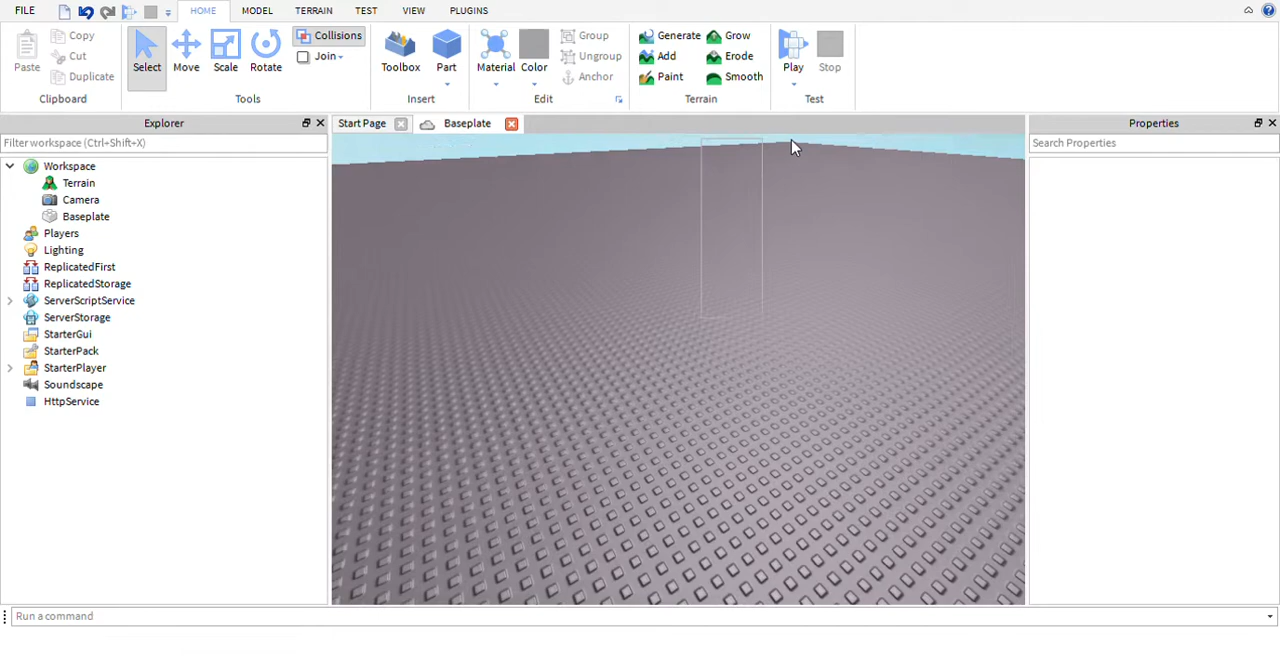 FILE HOME MODEL TERRAIN TEST VIEW PLUGINS
Paste Copy Cut Duplicate
Clipboard
Select Move Scale Rotate Collisions Join
Tools
Toolbox Part
Insert
Material Color Group Ungroup Anchor
Edit
Generate Grow
Add Erode
Paint Smooth
Terrain
Play Stop
Test
Explorer
Filter workspace (Ctrl+Shift+X)
Workspace
Terrain
Camera
Baseplate
Players
Lighting
ReplicatedFirst
ReplicatedStorage
ServerScriptService
ServerStorage
StarterGui
StarterPack
StarterPlayer
Soundscape
HttpService
Start Page Baseplate
Properties
Search Properties
Run a command